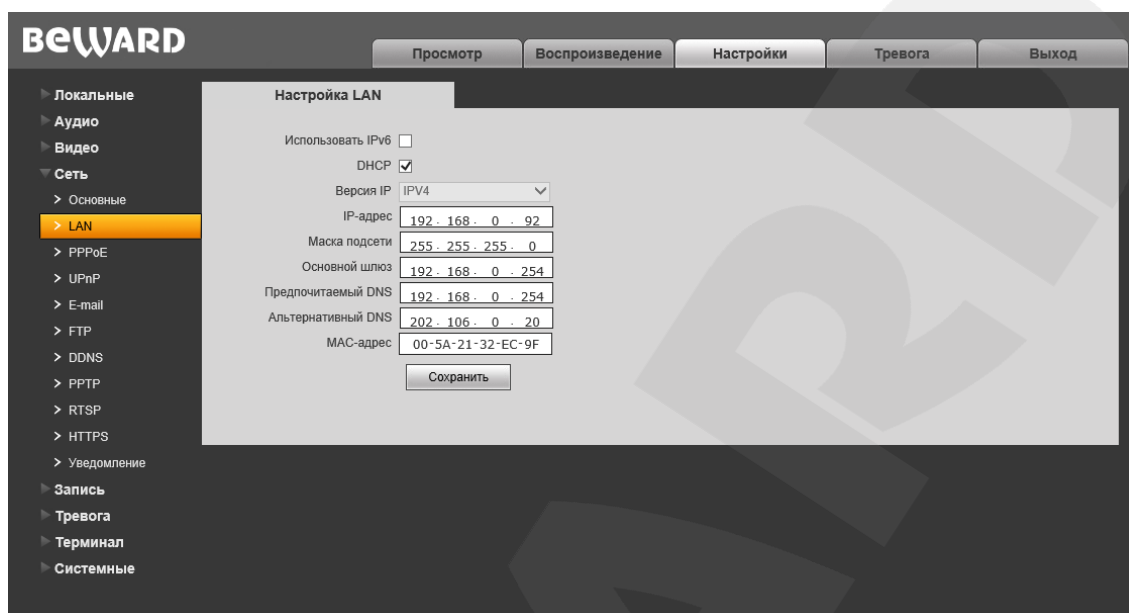 BEWARD
Просмотр Воспроизведение Настройки Тревога Выход
Локальные
Аудио
Видео
Сеть
> Основные
> LAN
> PPPoE
> UPnP
> E-mail
> FTP
> DDNS
> PPTP
> RTSP
> HTTPS
> Уведомление
Запись
Тревога
Терминал
Системные
Настройка LAN
Использовать IPv6
DHCP
Версия IP IPV4
IP-адрес 192 . 168 . 0 . 92
Маска подсети 255 . 255 . 255 . 0
Основной шлюз 192 . 168 . 0 . 254
Предпочитаемый DNS 192 . 168 . 0 . 254
Альтернативный DNS 202 . 106 . 0 . 20
MAC-адрес 00-5A-21-32-EC-9F
Сохранить